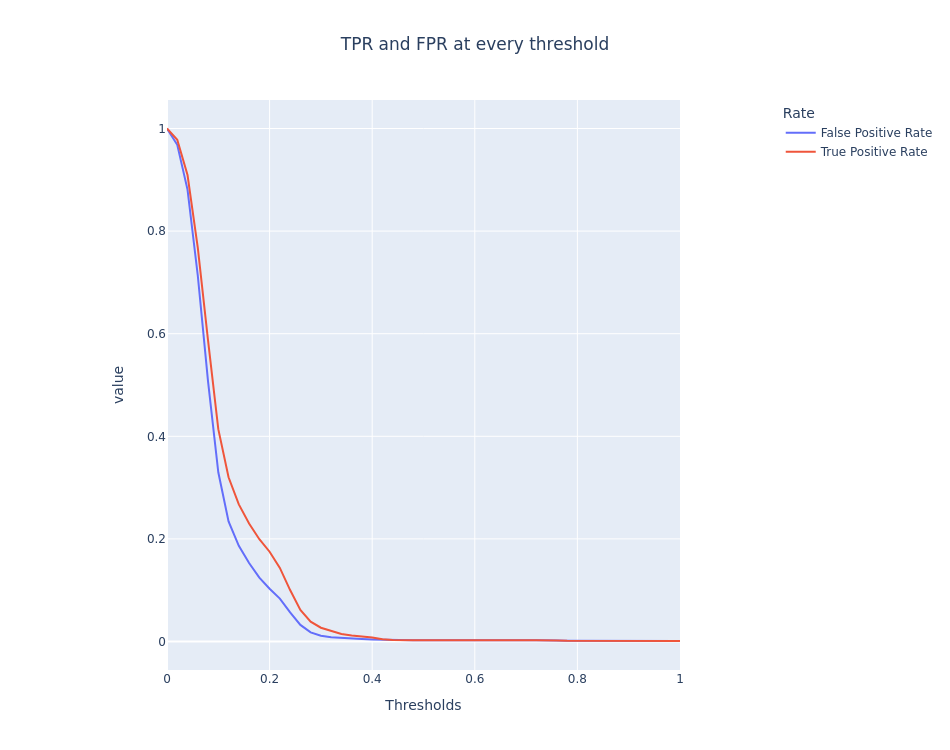 TPR and FPR at every threshold
Rate
False Positive Rate
True Positive Rate
1
0.8
0.6
0.4
0.2
0
value
0 0.2 0.4 0.6 0.8 1
Thresholds